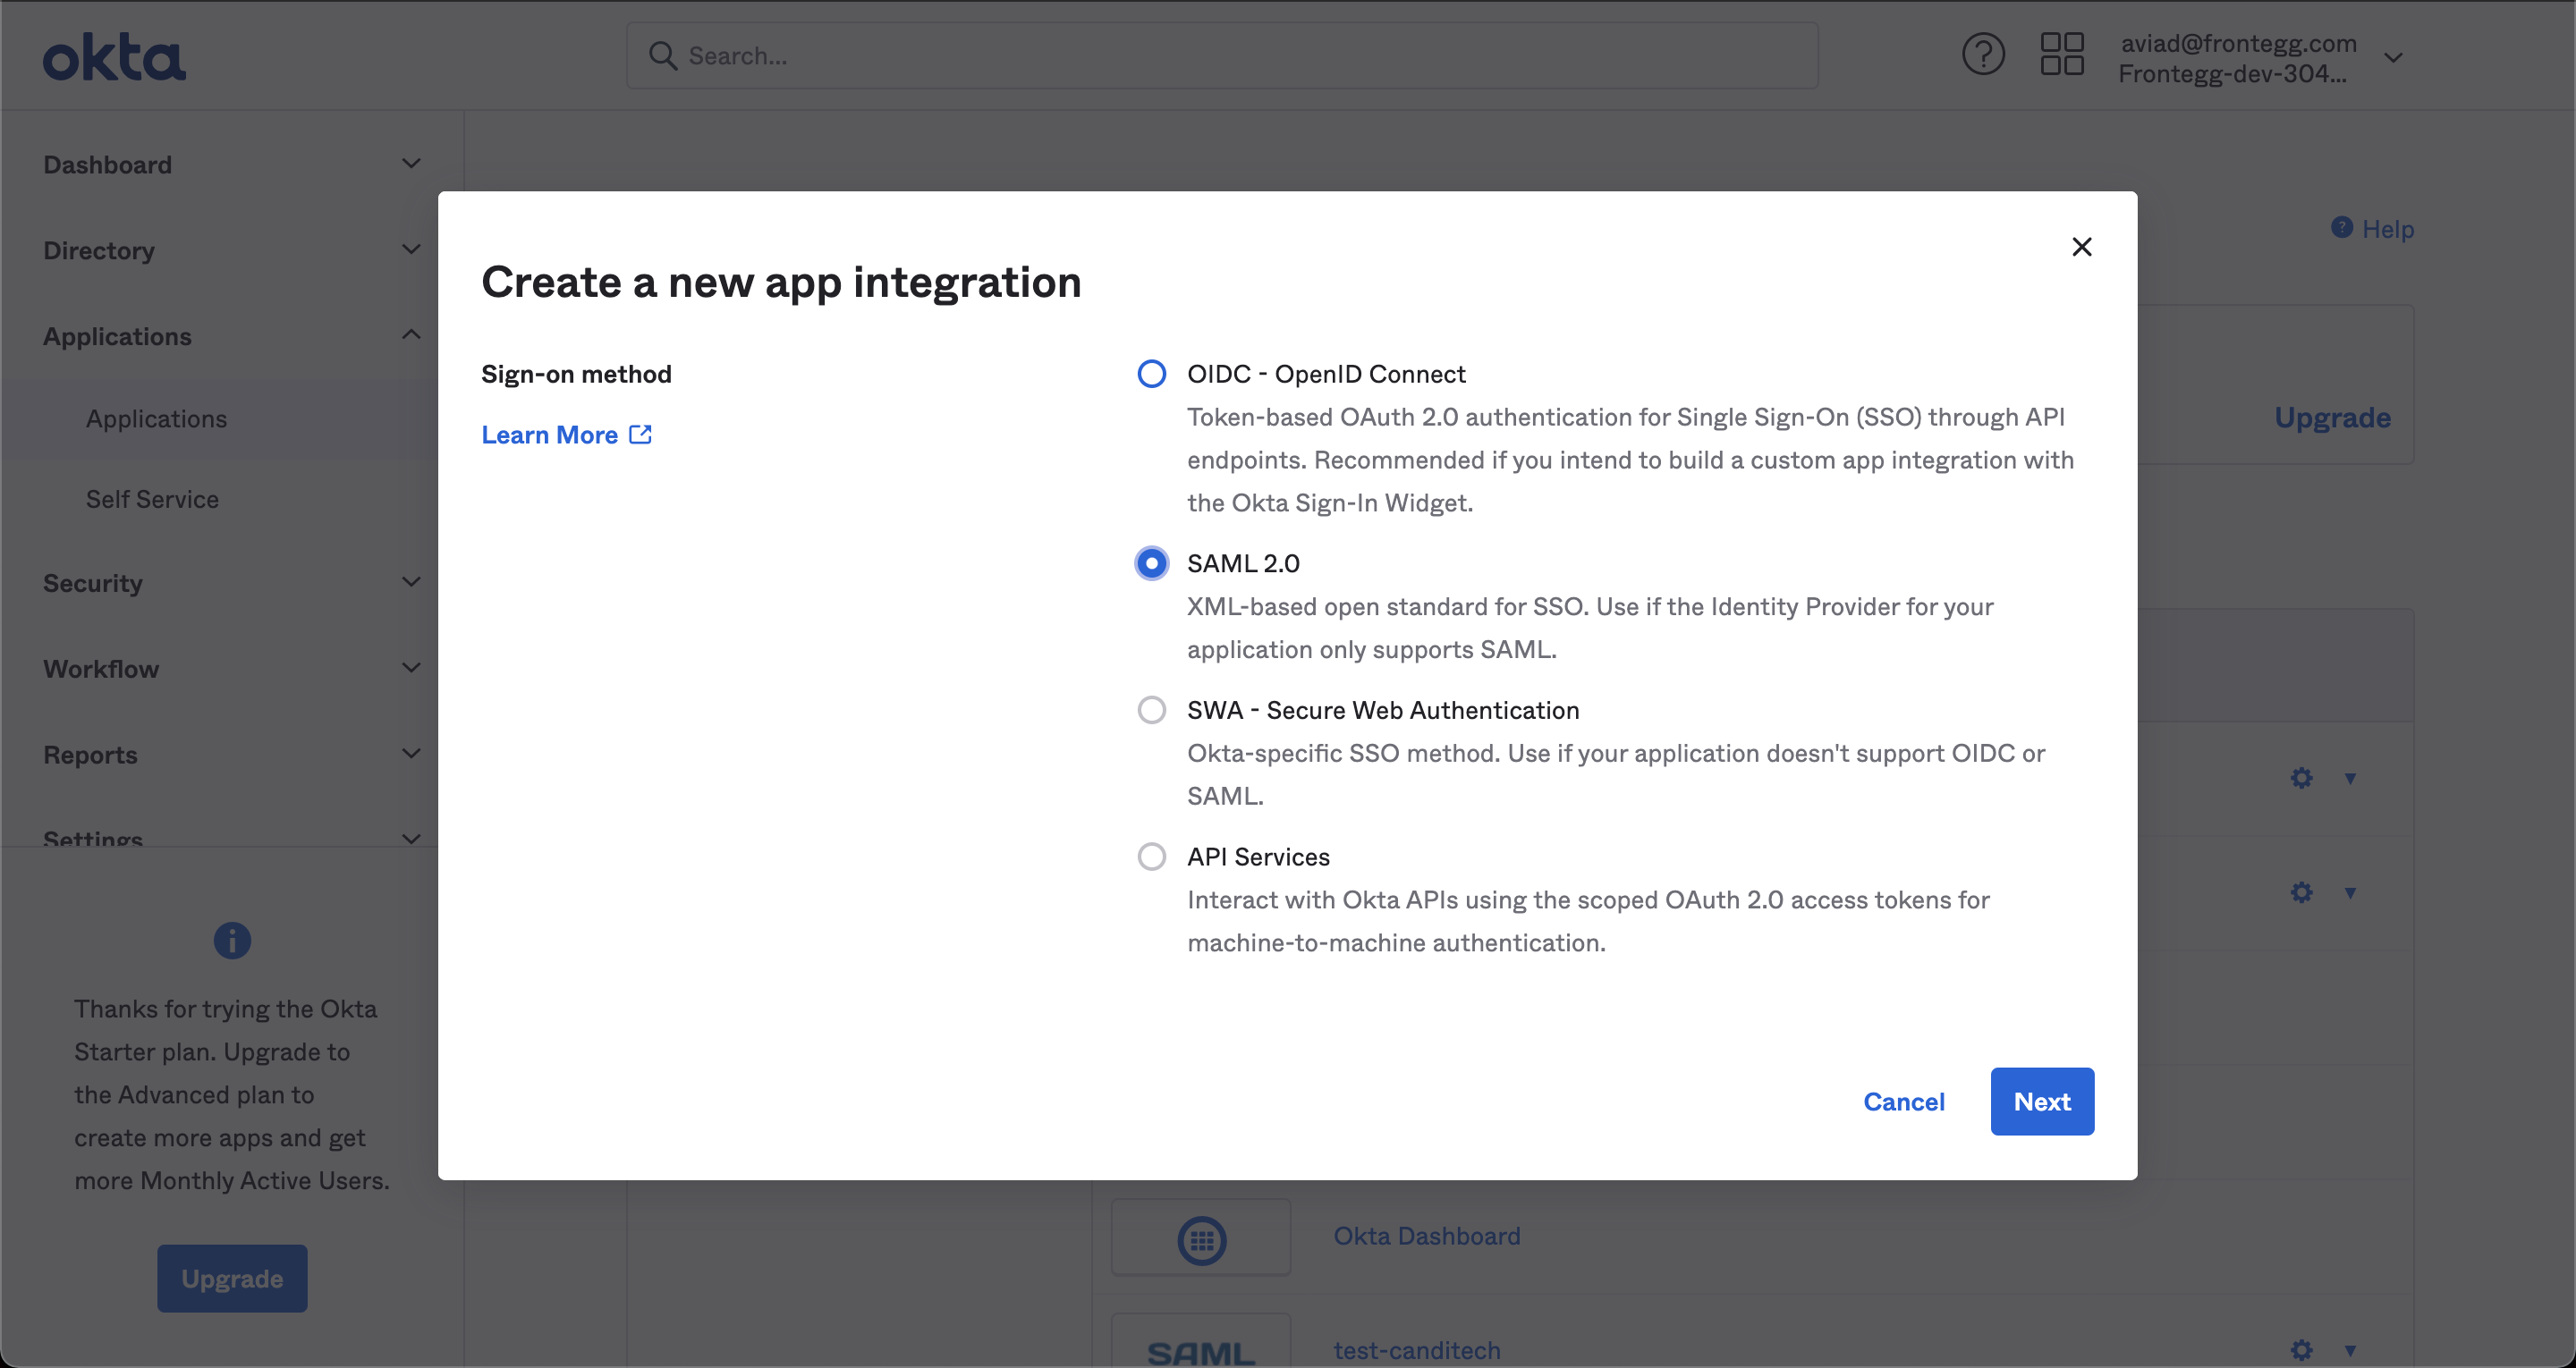 okta
Search...
aviad@frontegg.com
Frontegg-dev-304...
Dashboard
Directory
Applications
Applications
Self Service
Security
Workflow
Reports
Settings
Thanks for trying the Okta
Starter plan. Upgrade to
the Advanced plan to
create more apps and get
more Monthly Active Users.
Upgrade
Help
Upgrade
Create a new app integration
Sign-on method
Learn More
OIDC - OpenID Connect
Token-based OAuth 2.0 authentication for Single Sign-On (SSO) through API
endpoints. Recommended if you intend to build a custom app integration with
the Okta Sign-In Widget.
SAML 2.0
XML-based open standard for SSO. Use if the Identity Provider for your
application only supports SAML.
SWA - Secure Web Authentication
Okta-specific SSO method. Use if your application doesn't support OIDC or
SAML.
API Services
Interact with Okta APIs using the scoped OAuth 2.0 access tokens for
machine-to-machine authentication.
Cancel
Next
Okta Dashboard
SAML
test-canditech